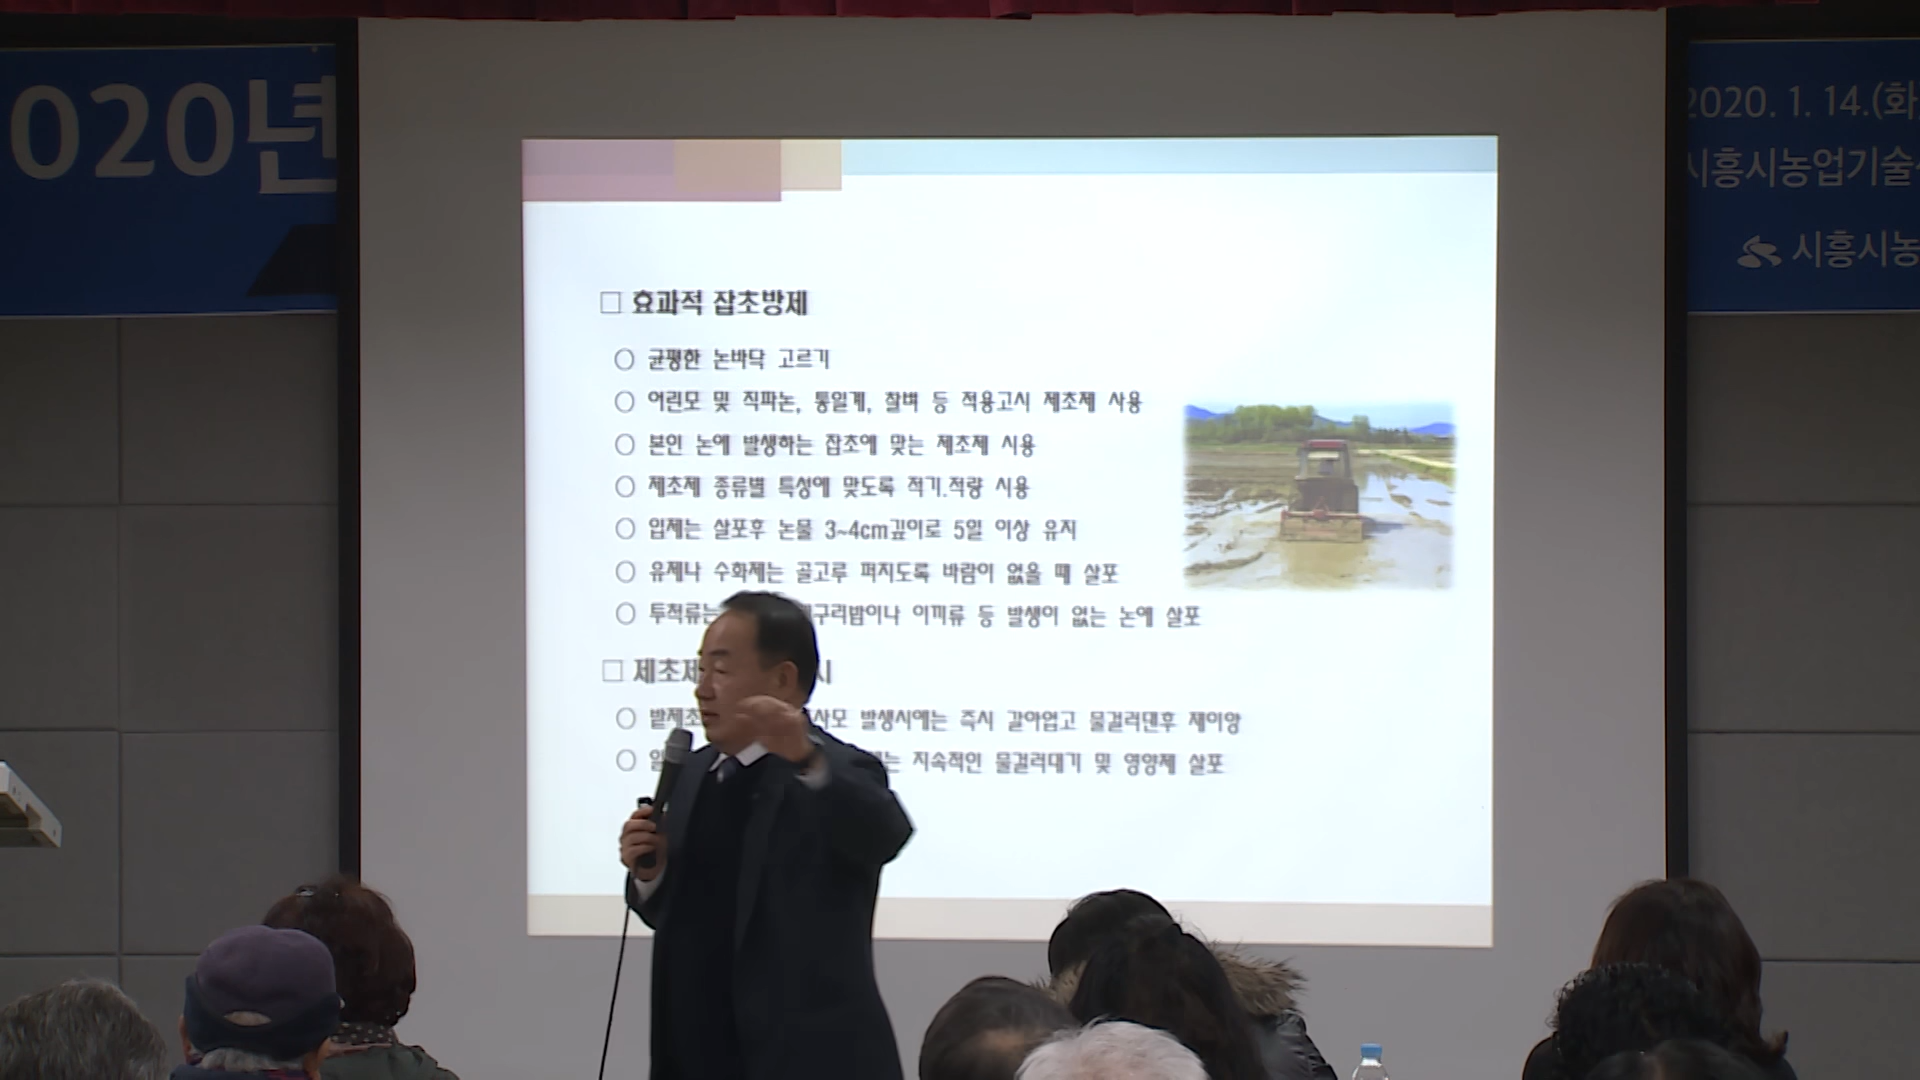 2020년
2020. 1. 14.(화
시흥시농업기술
시흥시농
□ 효과적 잡초방제
○ 균평한 논바닥 고르기
○ 어린모 및 직파논, 통일계, 찰벼 등 적용고시 제초제 사용
○ 본인 논에 발생하는 잡초에 맞는 제초제 사용
○ 제초제 종류별 특성에 맞도록 적기.적량 시용
○ 입제는 살포후 논물 3~4cm깊이로 5일 이상 유지
○ 유제나 수화제는 골고루 퍼지도록 바람이 없을 때 살포
○ 투척류는 구리밥이나 이끼류 등 발생이 없는 논에 살포
□ 제초제 시
○ 밭제초 사모 발생시에는 즉시 갈아엎고 물걸러댄후 재이앙
○ 는 지속적인 물걸러대기 및 영양제 살포